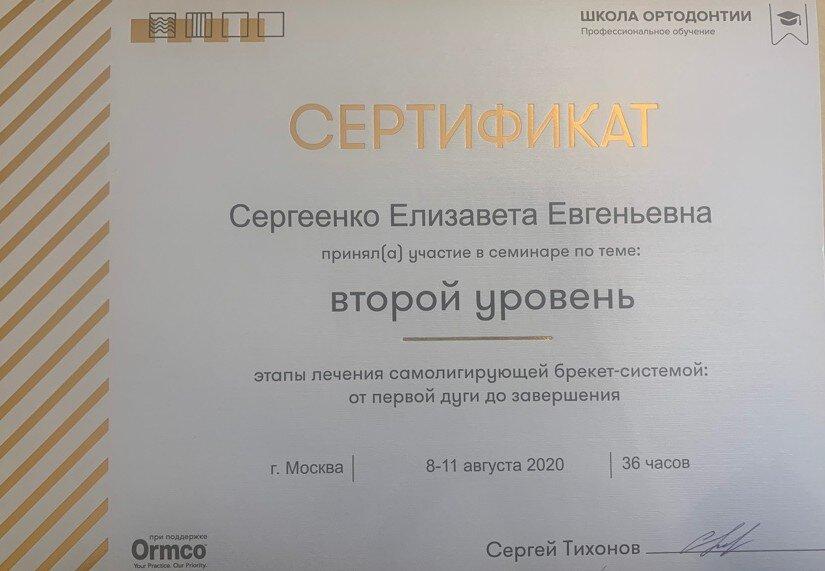 ШКОЛА ОРТОДОНТИИ
Профессиональное обучение
СЕРТИФИКАТ
Сергеенко Елизавета Евгеньевна
принял(а) участие в семинаре по теме:
второй уровень
этапы лечения самолигирующей брекет-системой:
от первой дуги до завершения
г. Москва | 8-11 августа 2020 | 36 часов
при поддержке
Ormco
Your Practice. Our Priority.
Сергей Тихонов